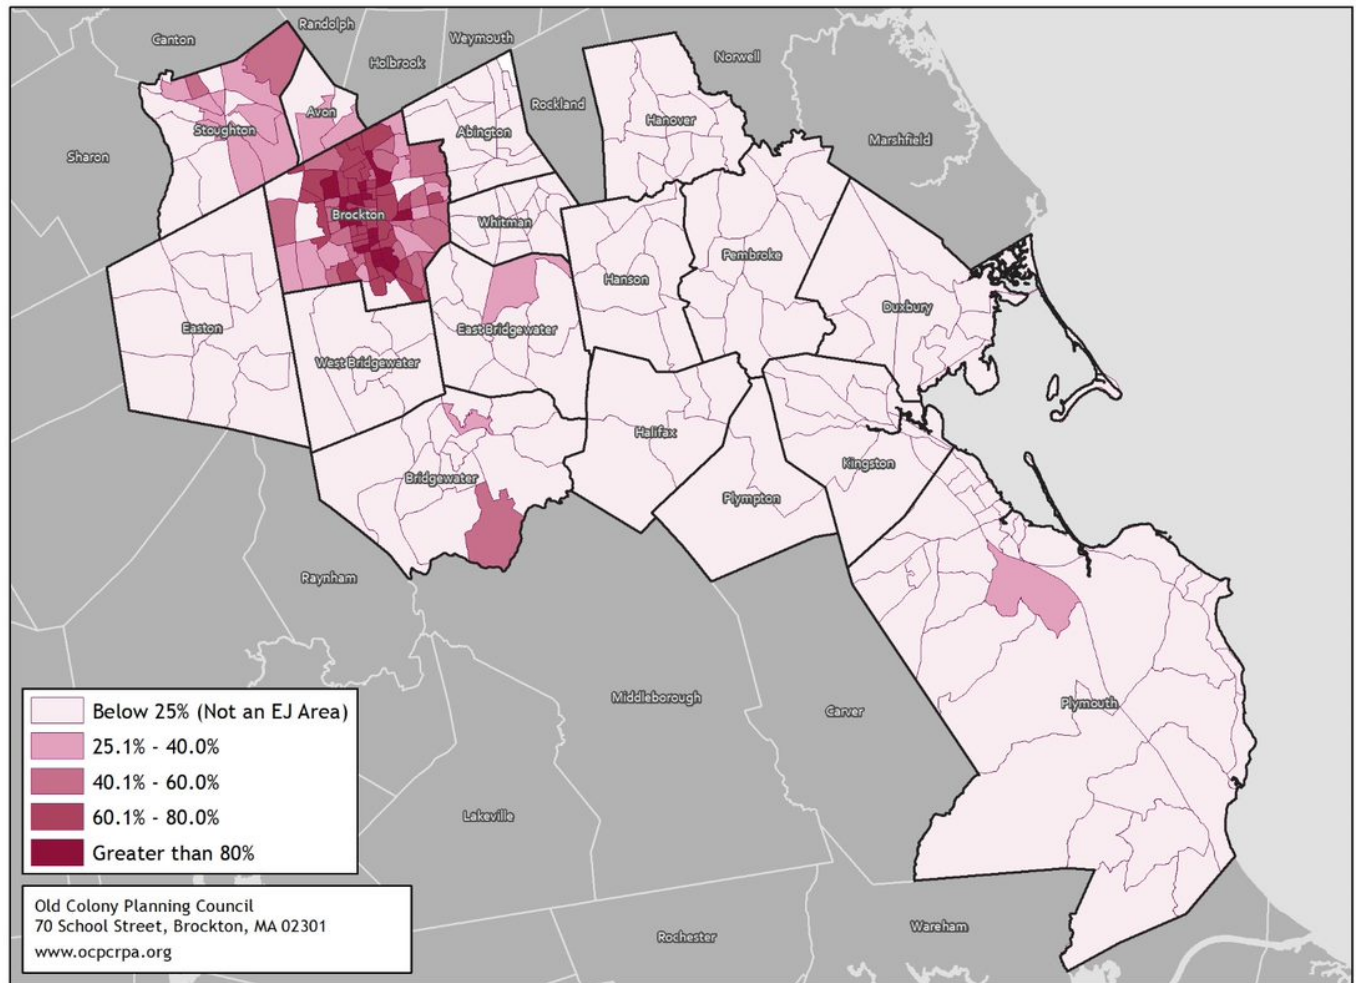 Randolph
Canton
Weymouth
Norwell
Holbrook
Rockland
Avon
Hanover
Stoughton
Abington
Marshfield
Sharon
Brockton
Whitman
Pembroke
Hanson
Duxbury
Easton
East Bridgewater
West Bridgewater
Halifax
Kingston
Bridgewater
Plympton
Raynham
Middleborough
Plymouth
Carver
Lakeville
Wareham
Rochester
Below 25% (Not an EJ Area)
25.1% - 40.0%
40.1% - 60.0%
60.1% - 80.0%
Greater than 80%
Old Colony Planning Council
70 School Street, Brockton, MA 02301
www.ocpcrpa.org